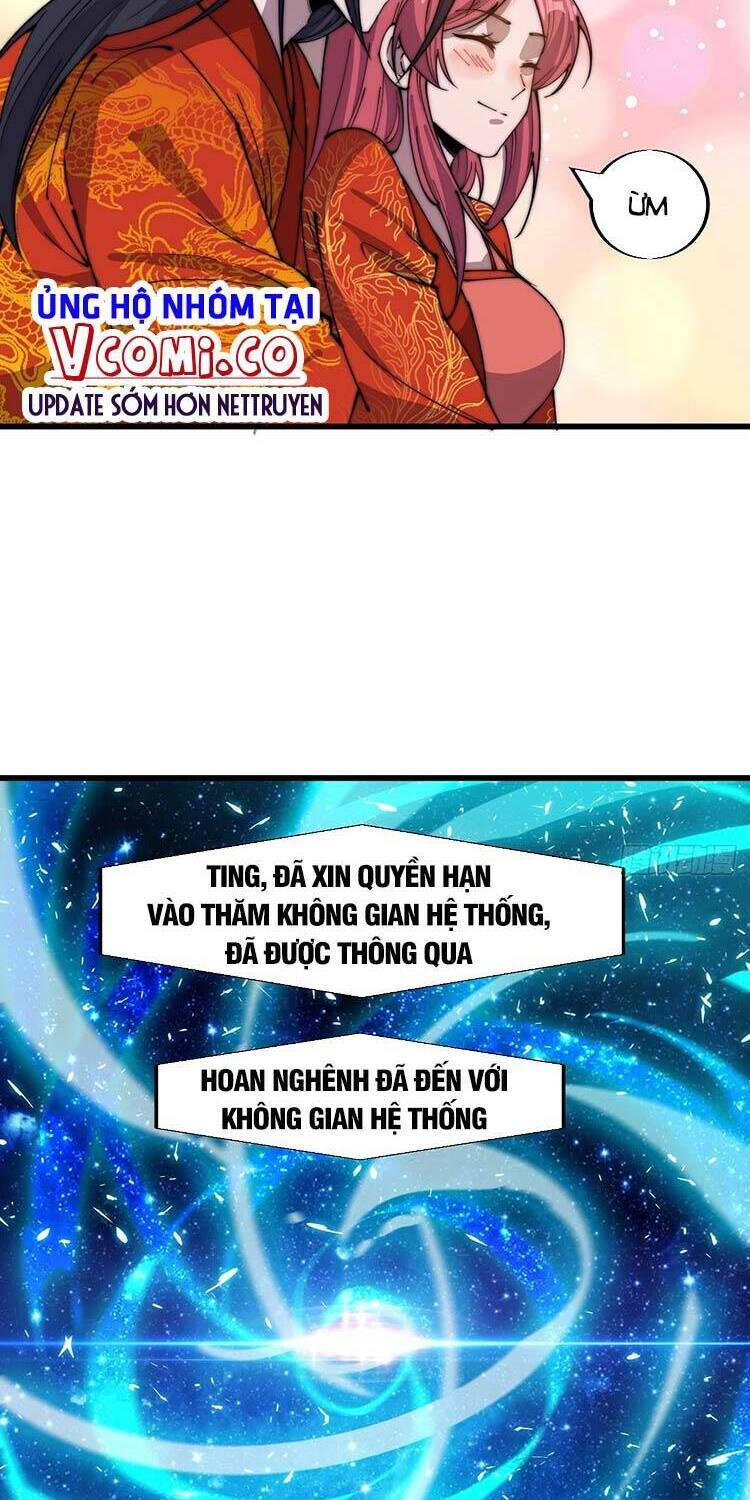 ừm
ỦNG HỘ NHÓM TẠI
VCOMI.CO
UPDATE SỚM HƠN NETTRUYEN
TING, ĐÃ XIN QUYỀN HẠN
VÀO THĂM KHÔNG GIAN HỆ THỐNG,
ĐÃ ĐƯỢC THÔNG QUA
HOAN NGHÊNH ĐÃ ĐẾN VỚI
KHÔNG GIAN HỆ THỐNG